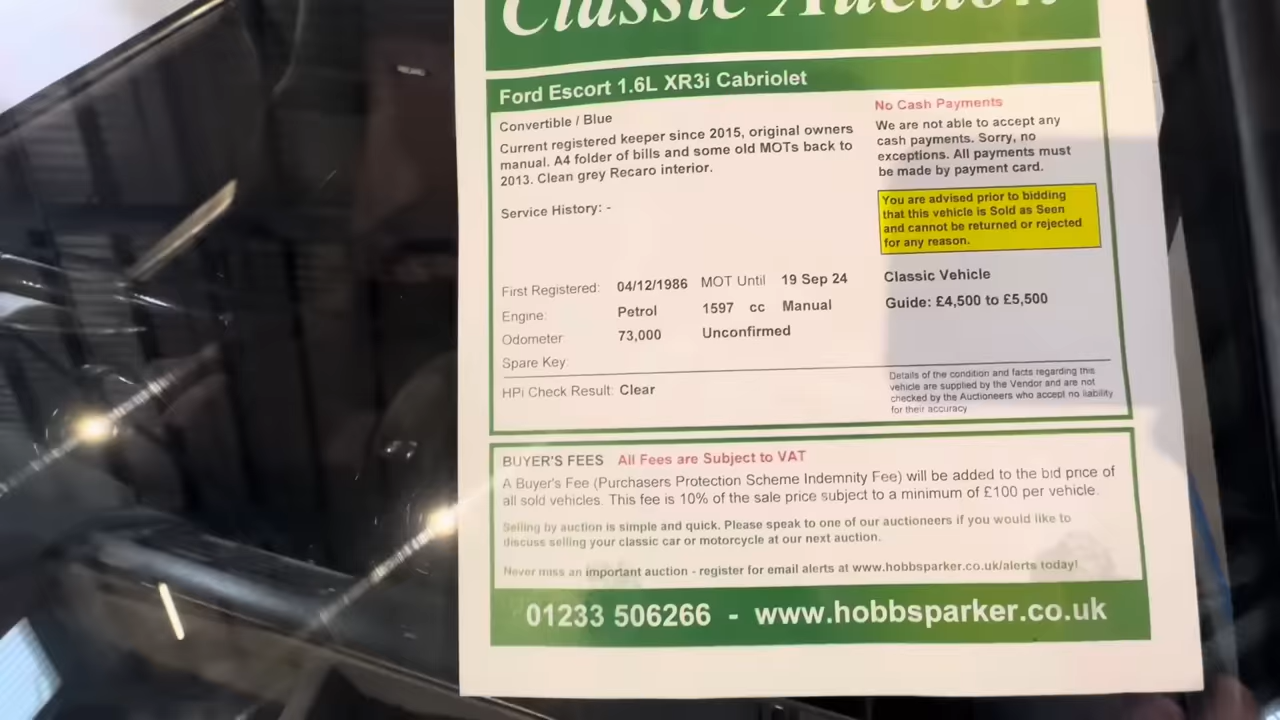 Classic Auction
Ford Escort 1.6L XR3i Cabriolet
Convertible / Blue
Current registered keeper since 2015, original owners
manual. A4 folder of bills and some old MOTs back to
2013. Clean grey Recaro interior.
Service History: -
No Cash Payments
We are not able to accept any
cash payments. Sorry, no
exceptions. All payments must
be made by payment card.
You are advised prior to bidding
that this vehicle is Sold as Seen
and cannot be returned or rejected
for any reason.
First Registered: 04/12/1986 MOT Until 19 Sep 24
Engine: Petrol 1597 cc Manual
Odometer 73,000 Unconfirmed
Spare Key:
HPi Check Result: Clear
Classic Vehicle
Guide: £4,500 to £5,500
Details of the condition and facts regarding this
vehicle are supplied by the Vendor and are not
checked by the Auctioneers who accept no liability
for their accuracy
BUYER'S FEES All Fees are Subject to VAT
A Buyer's Fee (Purchasers Protection Scheme Indemnity Fee) will be added to the bid price of
all sold vehicles. This fee is 10% of the sale price subject to a minimum of £100 per vehicle.
Selling by auction is simple and quick. Please speak to one of our auctioneers if you would like to
discuss selling your classic car or motorcycle at our next auction.
Never miss an important auction - register for email alerts at www.hobbsparker.co.uk/alerts today!
01233 506266 - www.hobbsparker.co.uk